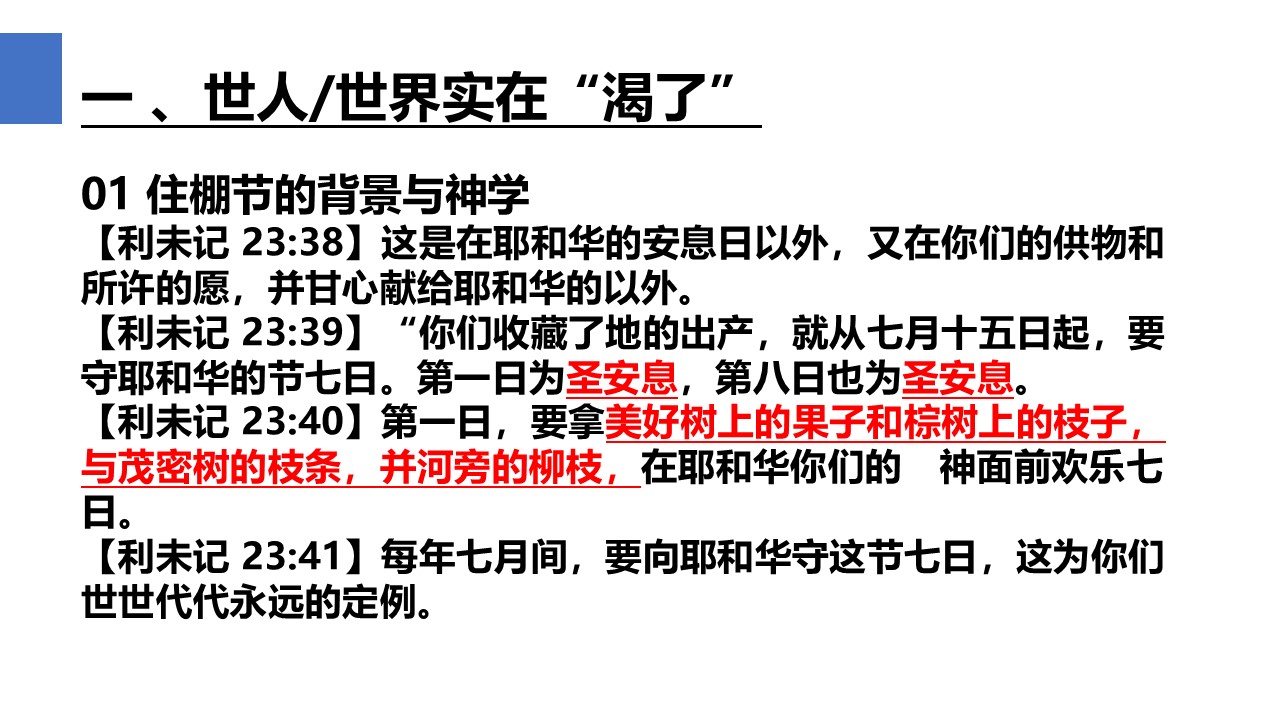 一 、世人/世界实在“渴了”
01 住棚节的背景与神学
【利未记 23:38】这是在耶和华的安息日以外，又在你们的供物和
所许的愿，并甘心献给耶和华的以外。
【利未记 23:39】“你们收藏了地的出产，就从七月十五日起，要
守耶和华的节七日。第一日为圣安息，第八日也为圣安息。
【利未记 23:40】第一日，要拿美好树上的果子和棕树上的枝子，
与茂密树的枝条，并河旁的柳枝，在耶和华你们的　神面前欢乐七
日。
【利未记 23:41】每年七月间，要向耶和华守这节七日，这为你们
世世代代永远的定例。